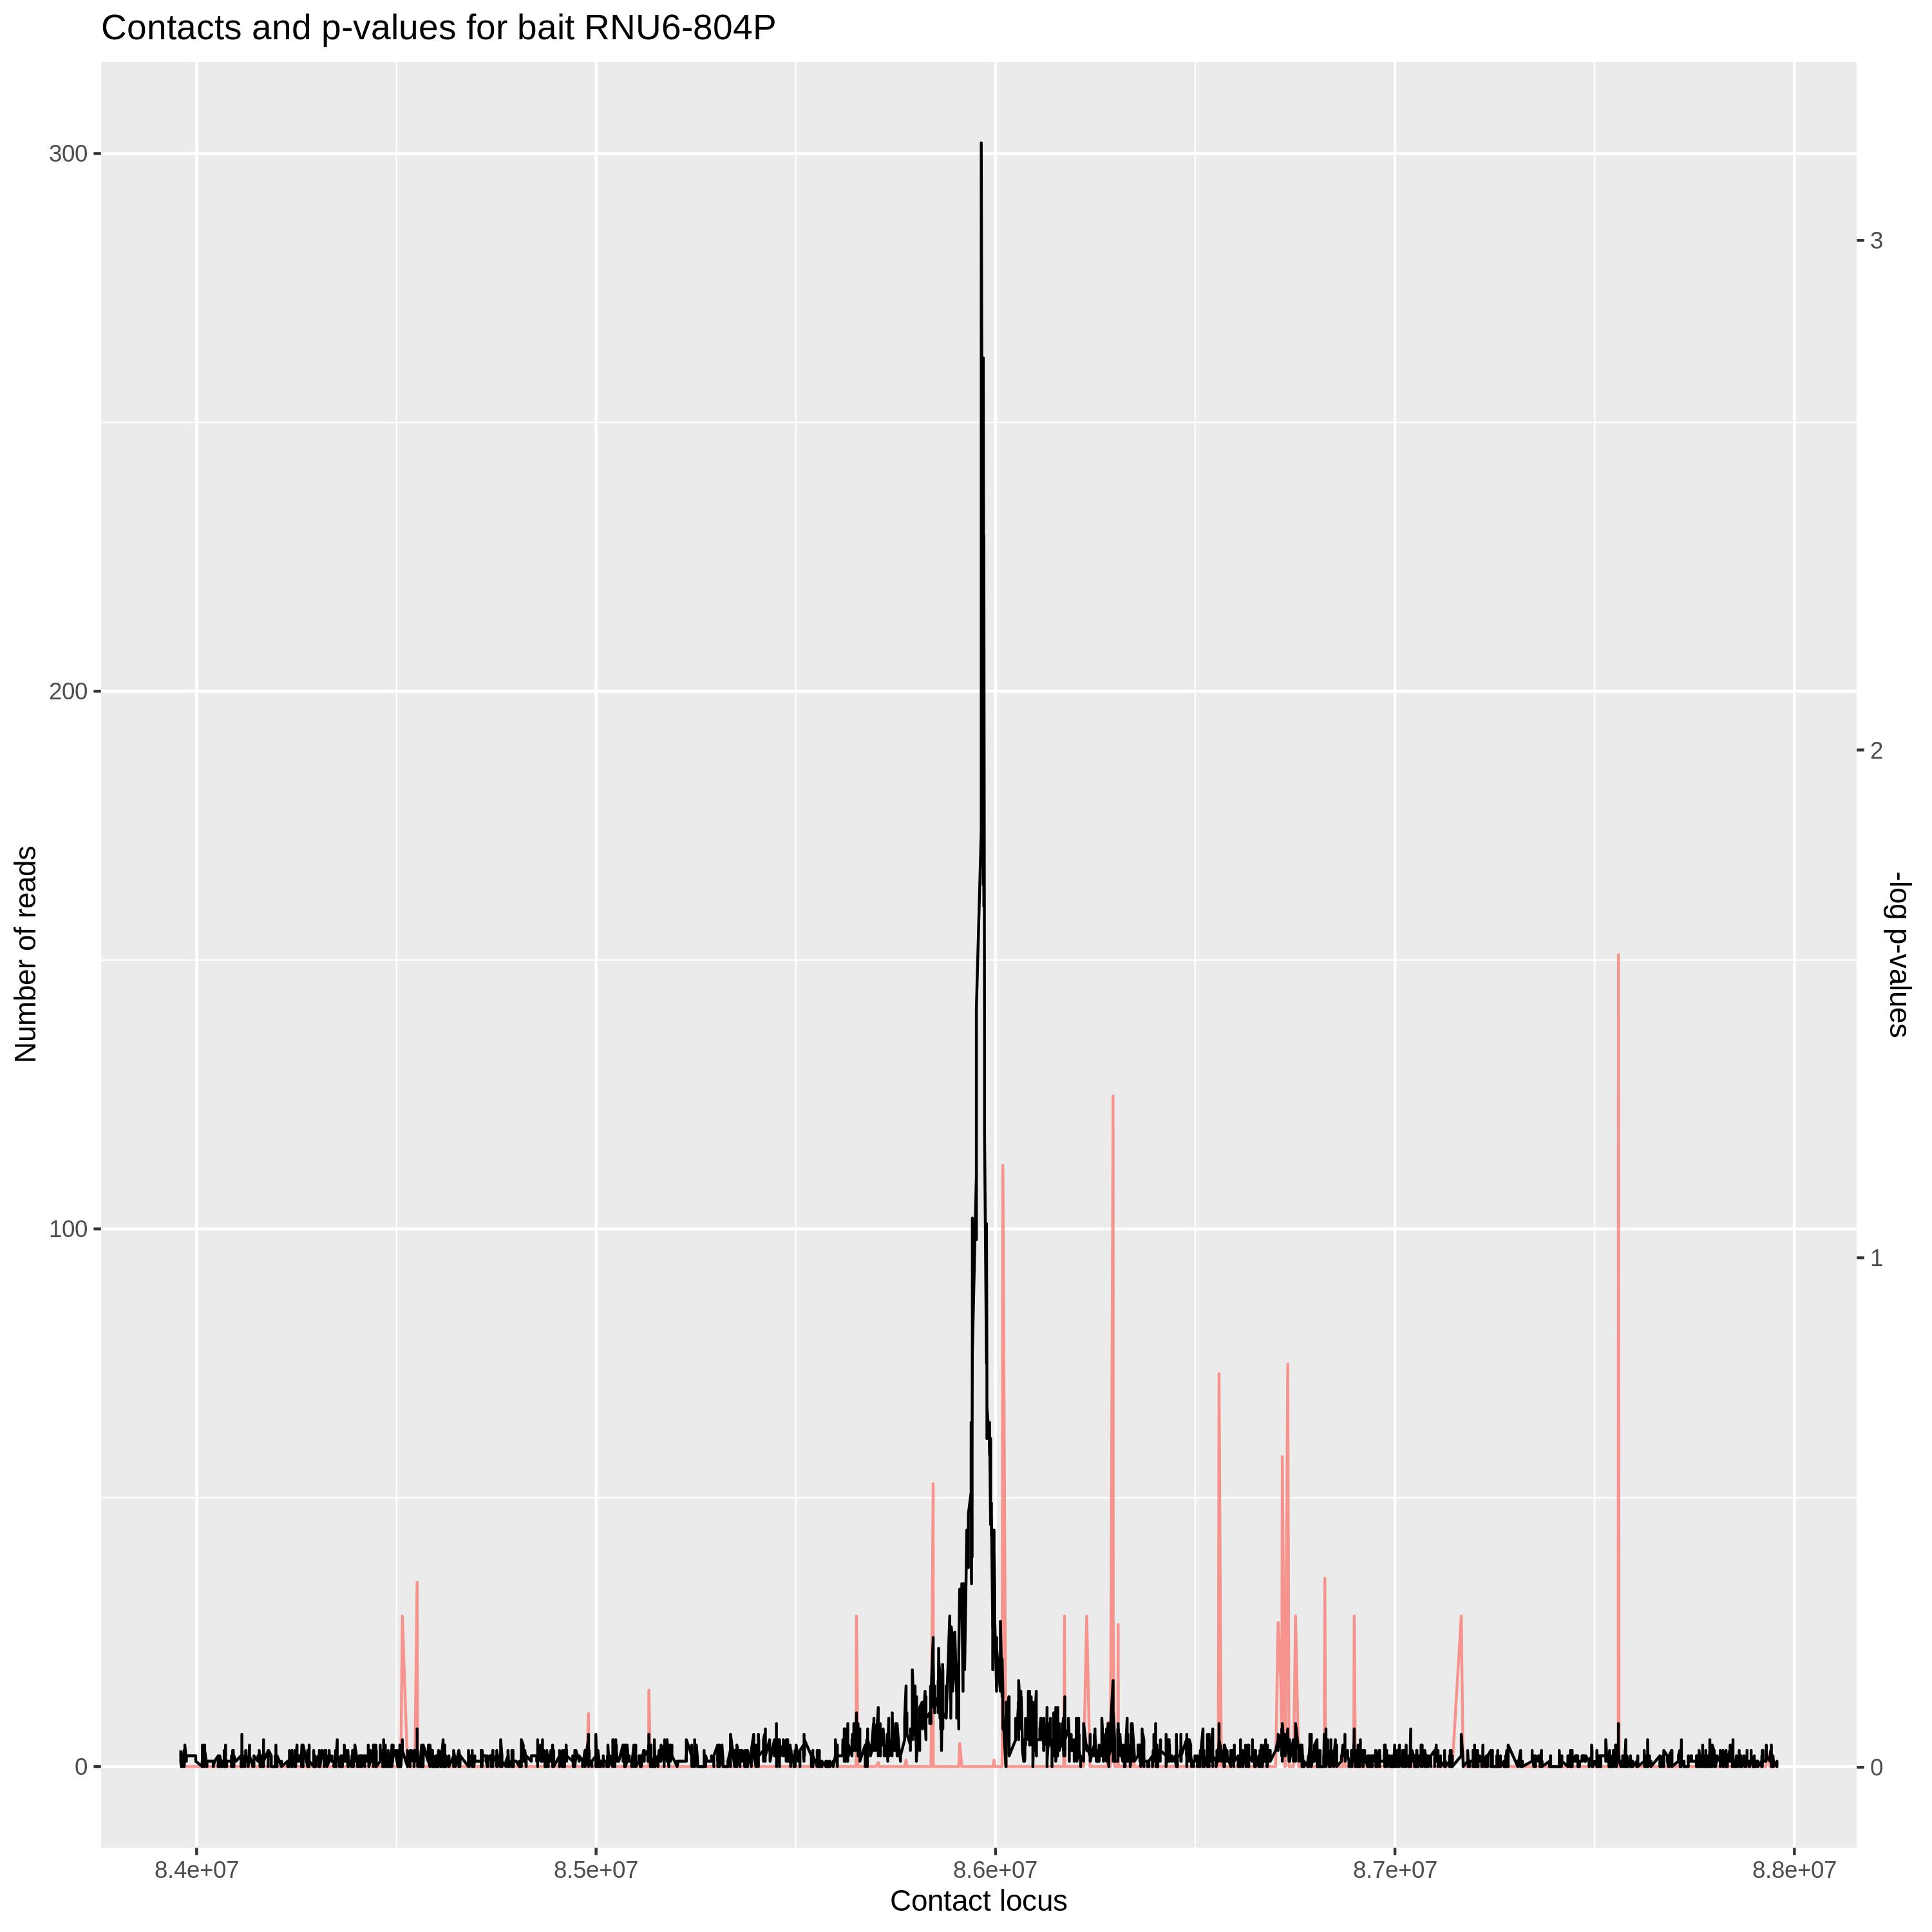 Contacts and p-values for bait RNU6-804P
300
200
100
0
Number of reads
3
2
1
0
-log p-values
8.4e+07
8.5e+07
8.6e+07
8.7e+07
8.8e+07
Contact locus